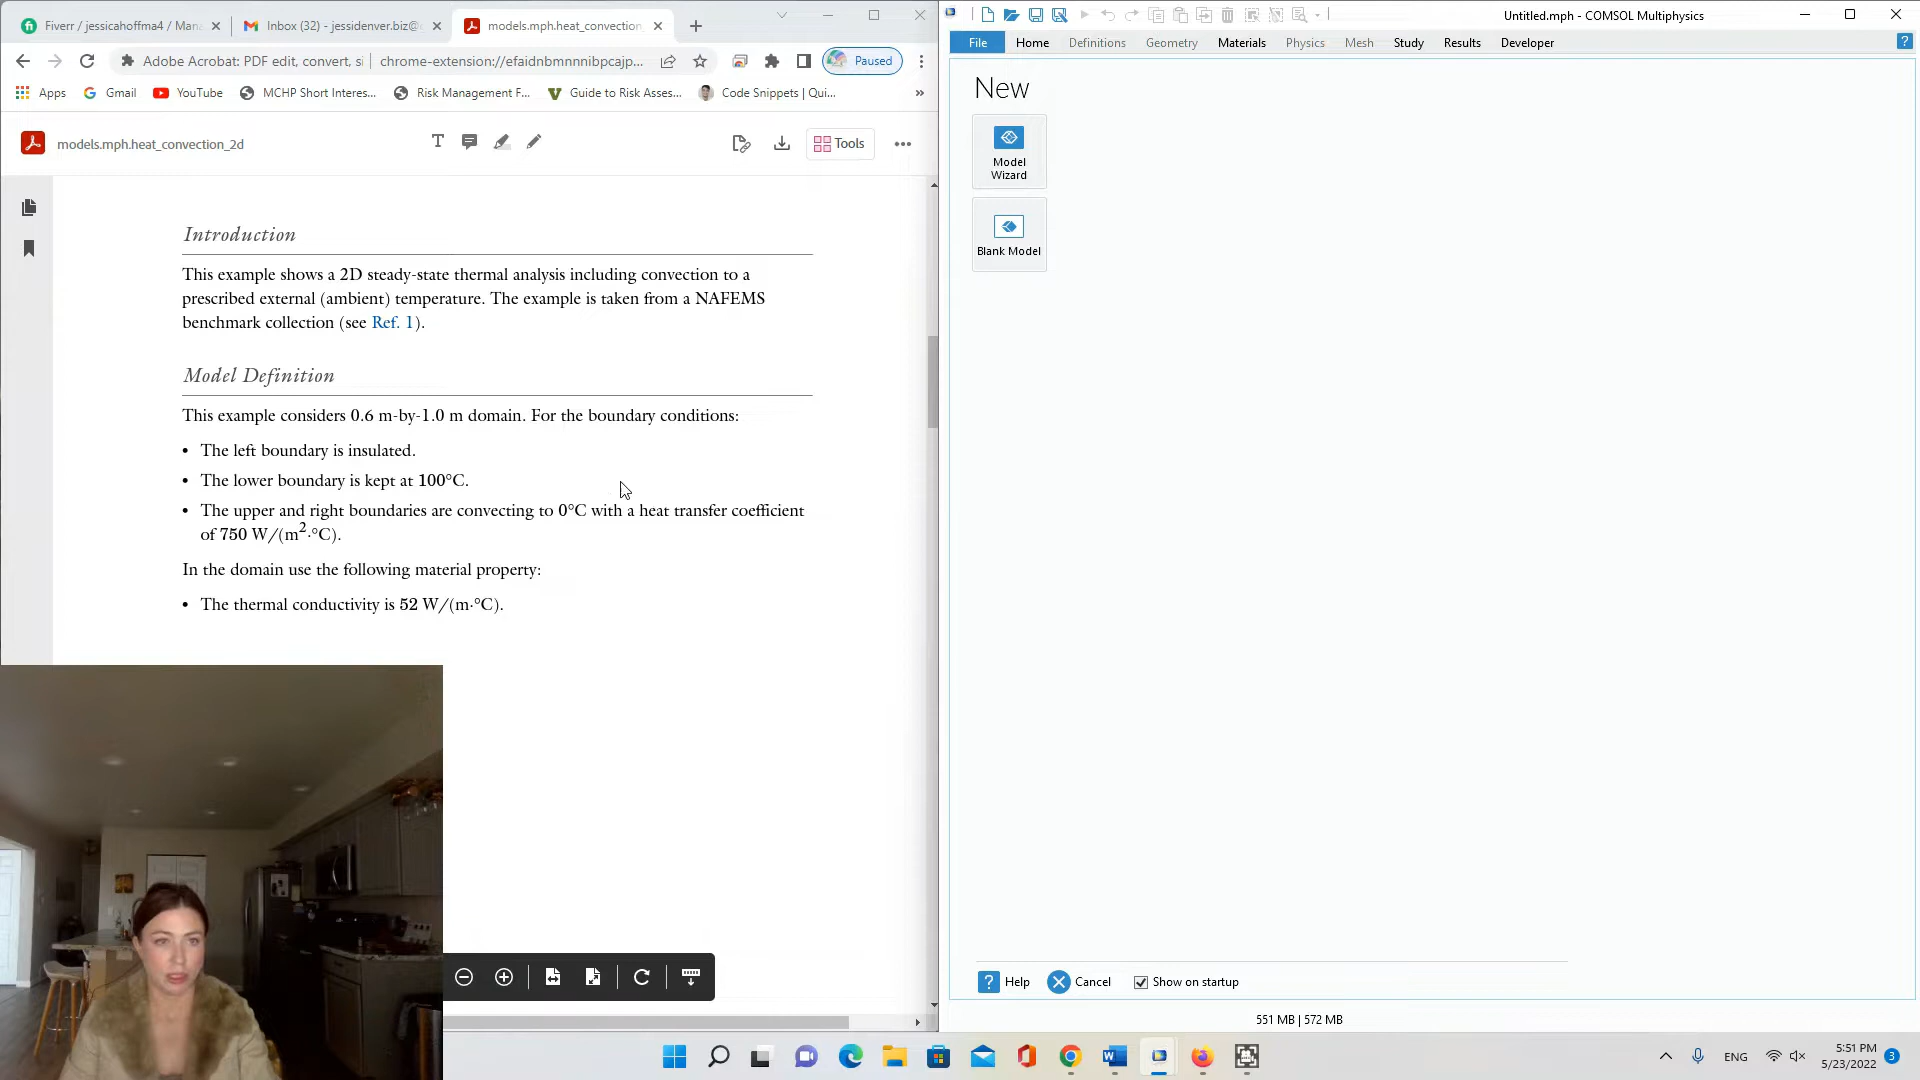 Fiverr / jessicahoffma4 / Mana
Inbox (32) - jessidenver.biz@
models.mph.heat_convection
Untitled.mph - COMSOL Multiphysics
File
Home
Definitions
Geometry
Materials
Physics
Mesh
Study
Results
Developer
Adobe Acrobat: PDF edit, convert, si
chrome-extension://efaidnbmnnnibpcajp...
Paused
Apps
Gmail
YouTube
MCHP Short Interes...
Risk Management F...
Guide to Risk Asses...
Code Snippets | Qui...
models.mph.heat_convection_2d
Tools
New
Model
Wizard
Blank Model
Introduction
This example shows a 2D steady-state thermal analysis including convection to a
prescribed external (ambient) temperature. The example is taken from a NAFEMS
benchmark collection (see Ref. 1).
Model Definition
This example considers 0.6 m-by-1.0 m domain. For the boundary conditions:
• The left boundary is insulated.
• The lower boundary is kept at 100°C.
• The upper and right boundaries are convecting to 0°C with a heat transfer coefficient
of 750 W/(m²·°C).
In the domain use the following material property:
• The thermal conductivity is 52 W/(m·°C).
Help
Cancel
Show on startup
551 MB | 572 MB
ENG
5:51 PM
5/23/2022
3